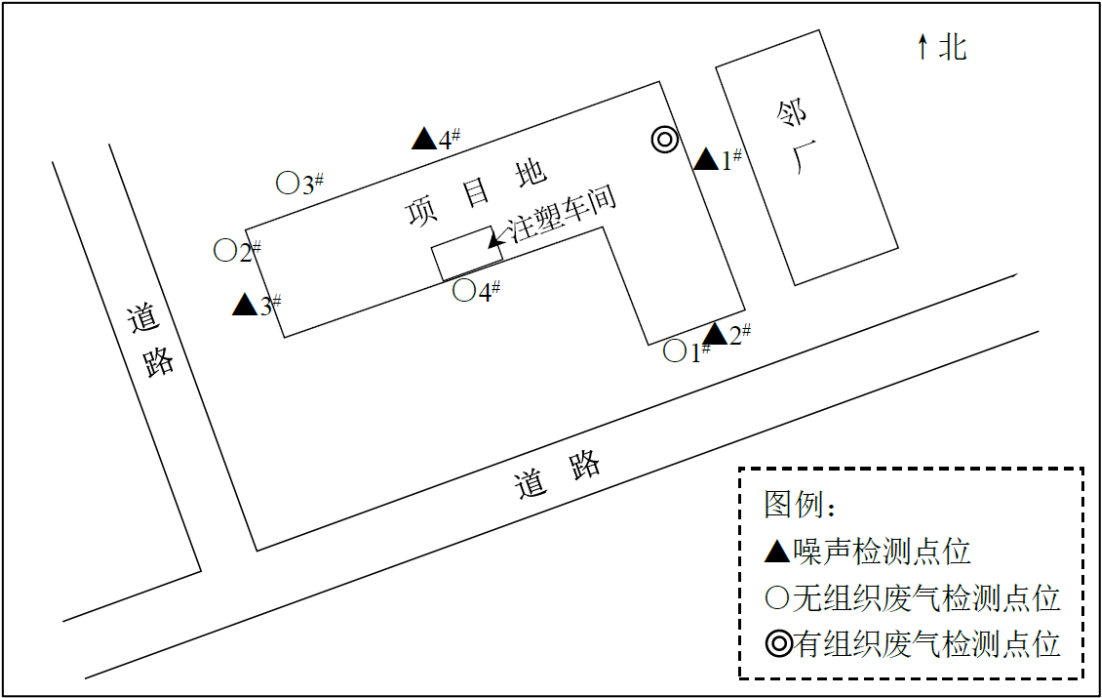 ↑北
邻厂
▲4#
▲1#
○3#
项目地
注塑车间
○2#
○4#
▲3#
道路
▲2#
○1#
道路
图例：
▲噪声检测点位
○无组织废气检测点位
◎有组织废气检测点位